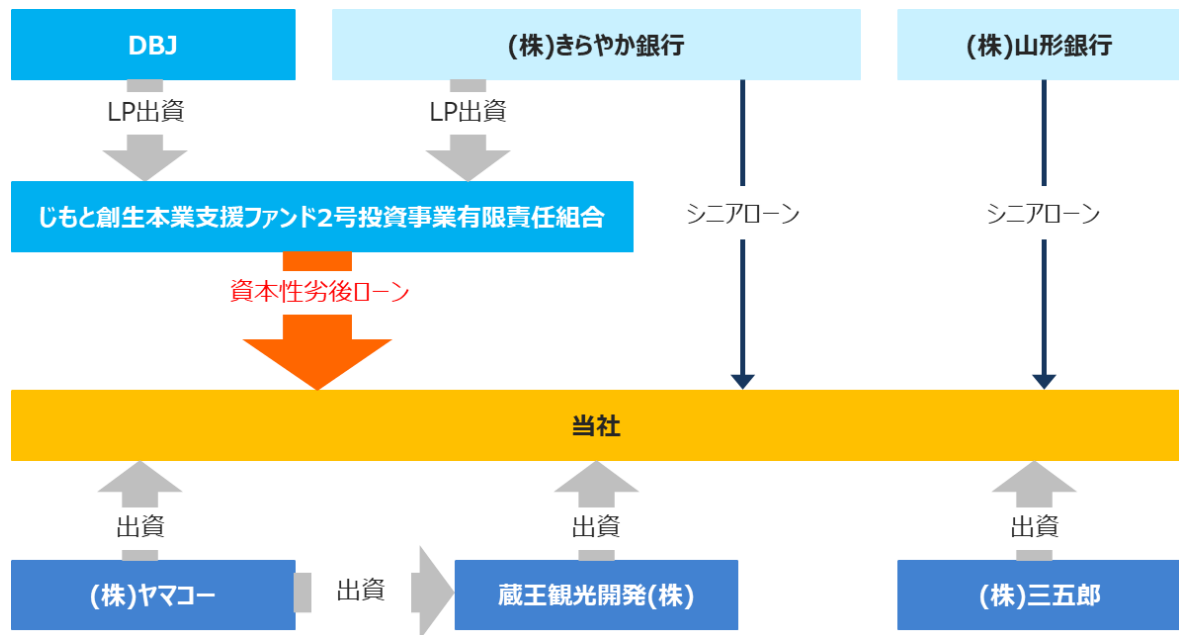 DBJ
(株)きらやか銀行
(株)山形銀行
LP出資
LP出資
じもと創生本業支援ファンド2号投資事業有限責任組合
シニアローン
シニアローン
資本性劣後ローン
当社
出資
出資
出資
(株)ヤマコー
出資
蔵王観光開発(株)
(株)三五郎